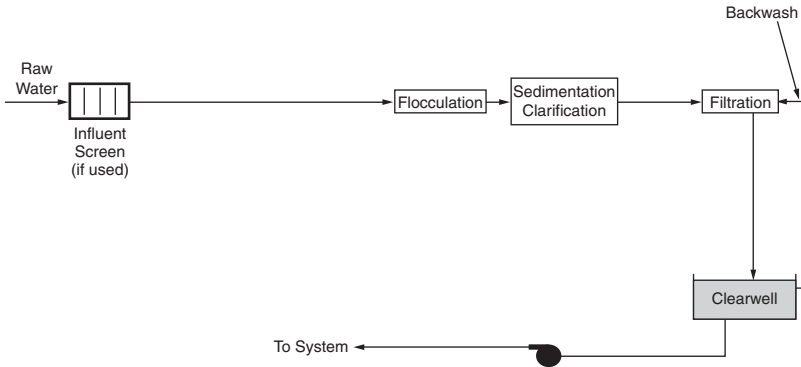 Backwash
Raw
Water
Influent
Screen
(if used)
Flocculation
Sedimentation
Clarification
Filtration
Clearwell
To System